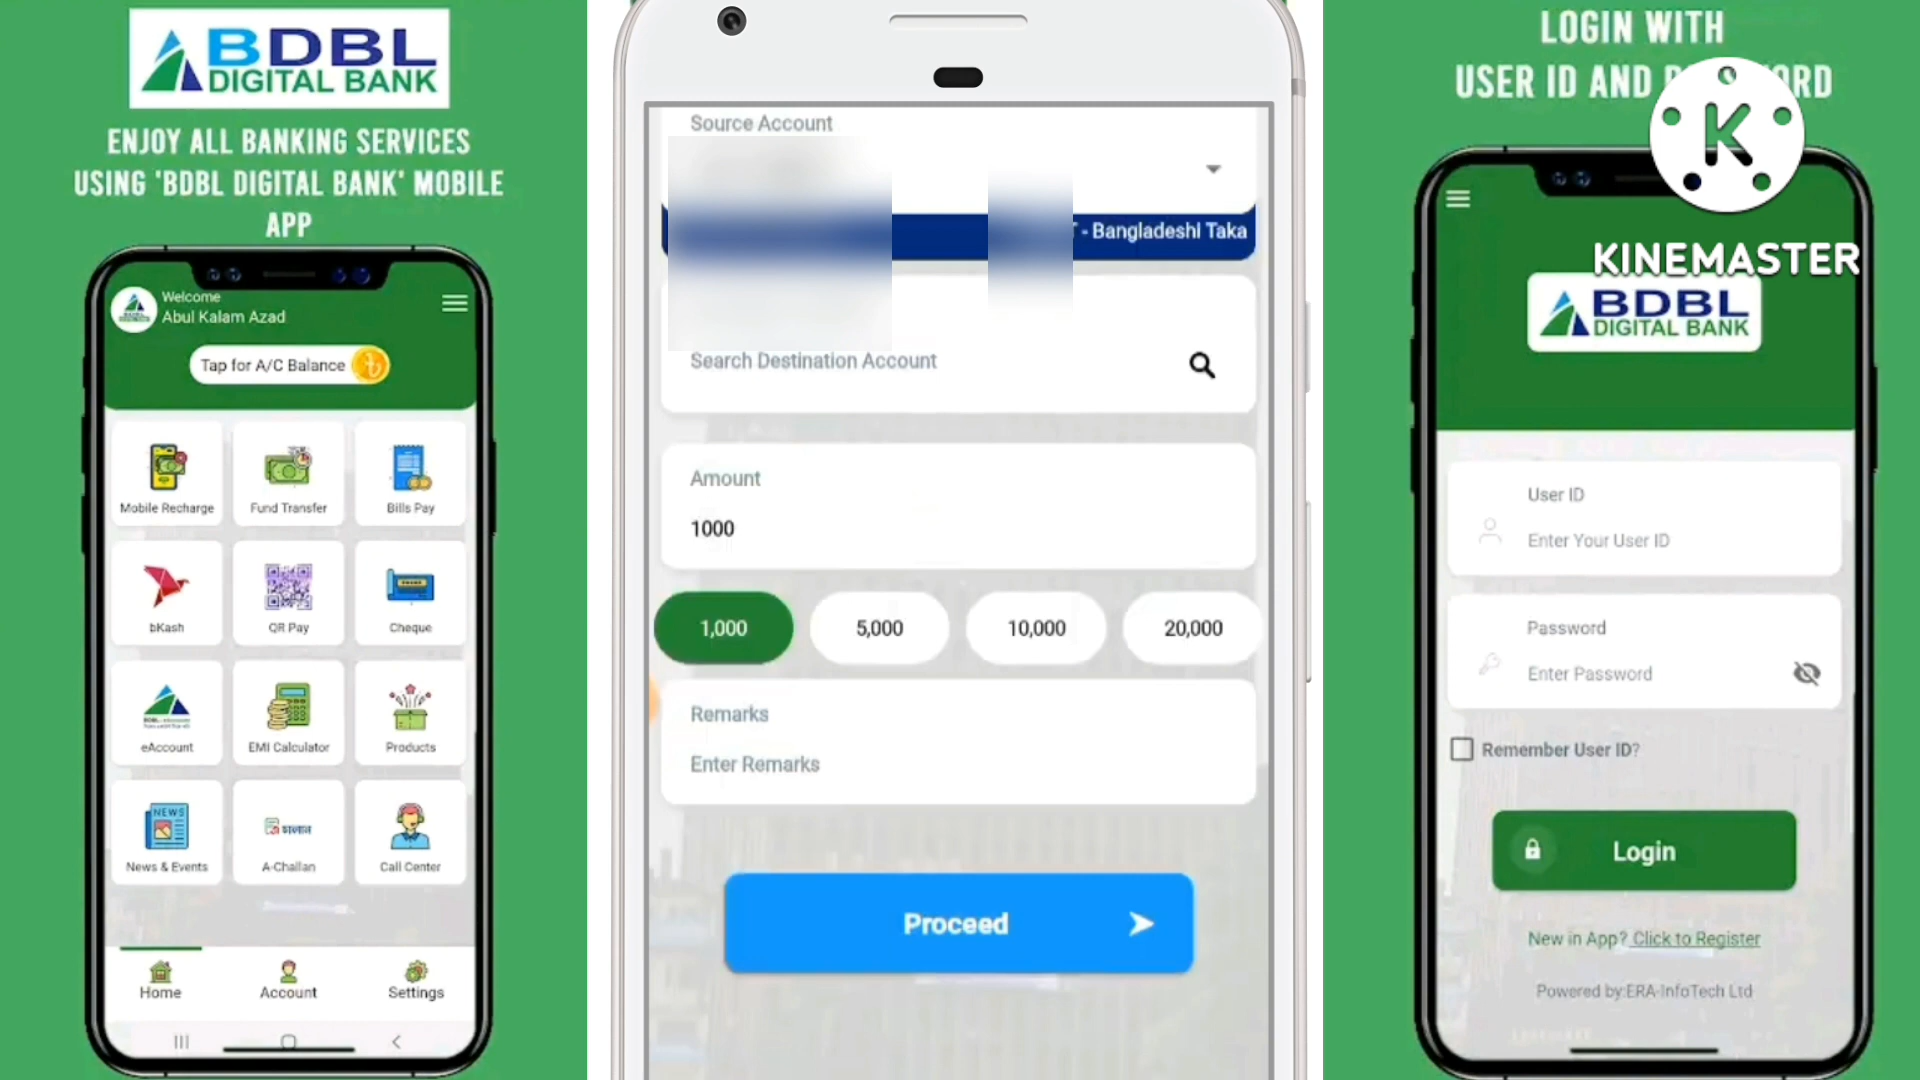 BDBL
DIGITAL BANK
ENJOY ALL BANKING SERVICES
USING 'BDBL DIGITAL BANK' MOBILE
APP
Welcome
Abul Kalam Azad
Tap for A/C Balance
Mobile Recharge
Fund Transfer
Bills Pay
bKash
QR Pay
Cheque
eAccount
EMI Calculator
Products
NEWS
News & Events
চালান
A-Challan
Call Center
Home
Account
Settings
Source Account
- Bangladeshi Taka
Search Destination Account
Amount
1000
1,000
5,000
10,000
20,000
Remarks
Enter Remarks
Proceed
LOGIN WITH
USER ID AND
K
KINEMASTER
BDBL
DIGITAL BANK
User ID
Enter Your User ID
Password
Enter Password
Remember User ID?
Login
New in App? Click to Register
Powered by:ERA-InfoTech Ltd